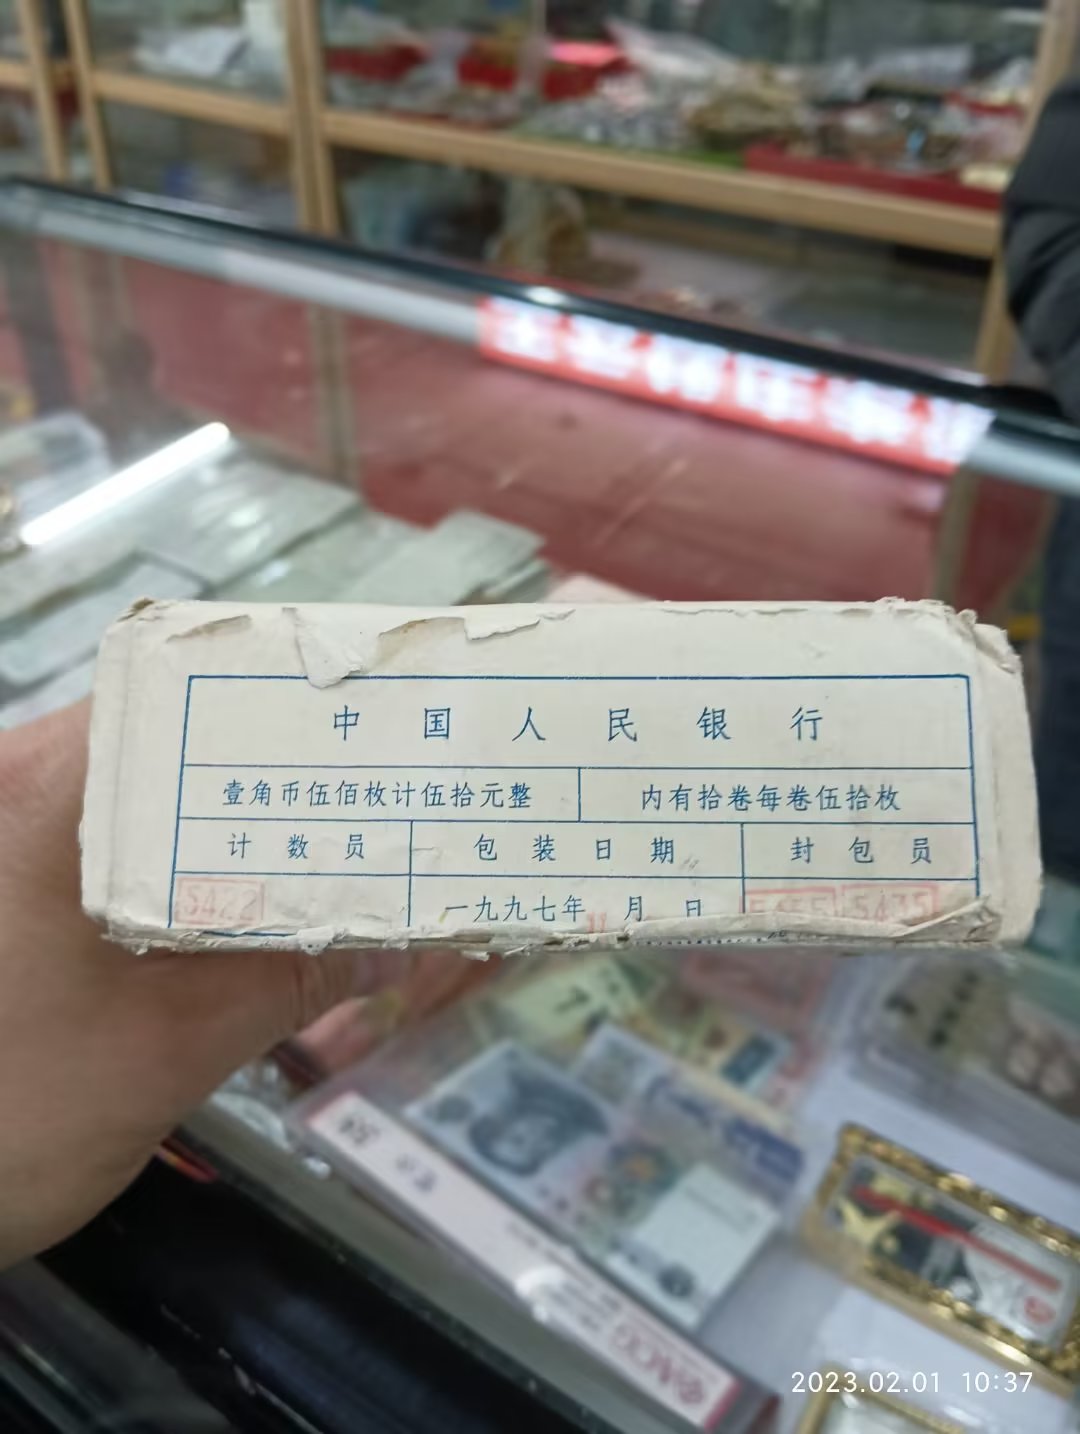 中国人民银行
壹角币伍佰枚计伍拾元整 内有拾卷每卷伍拾枚
计数员 包装日期 封包员
5422 一九九七年 月 日 5435
2023.02.01 10:37